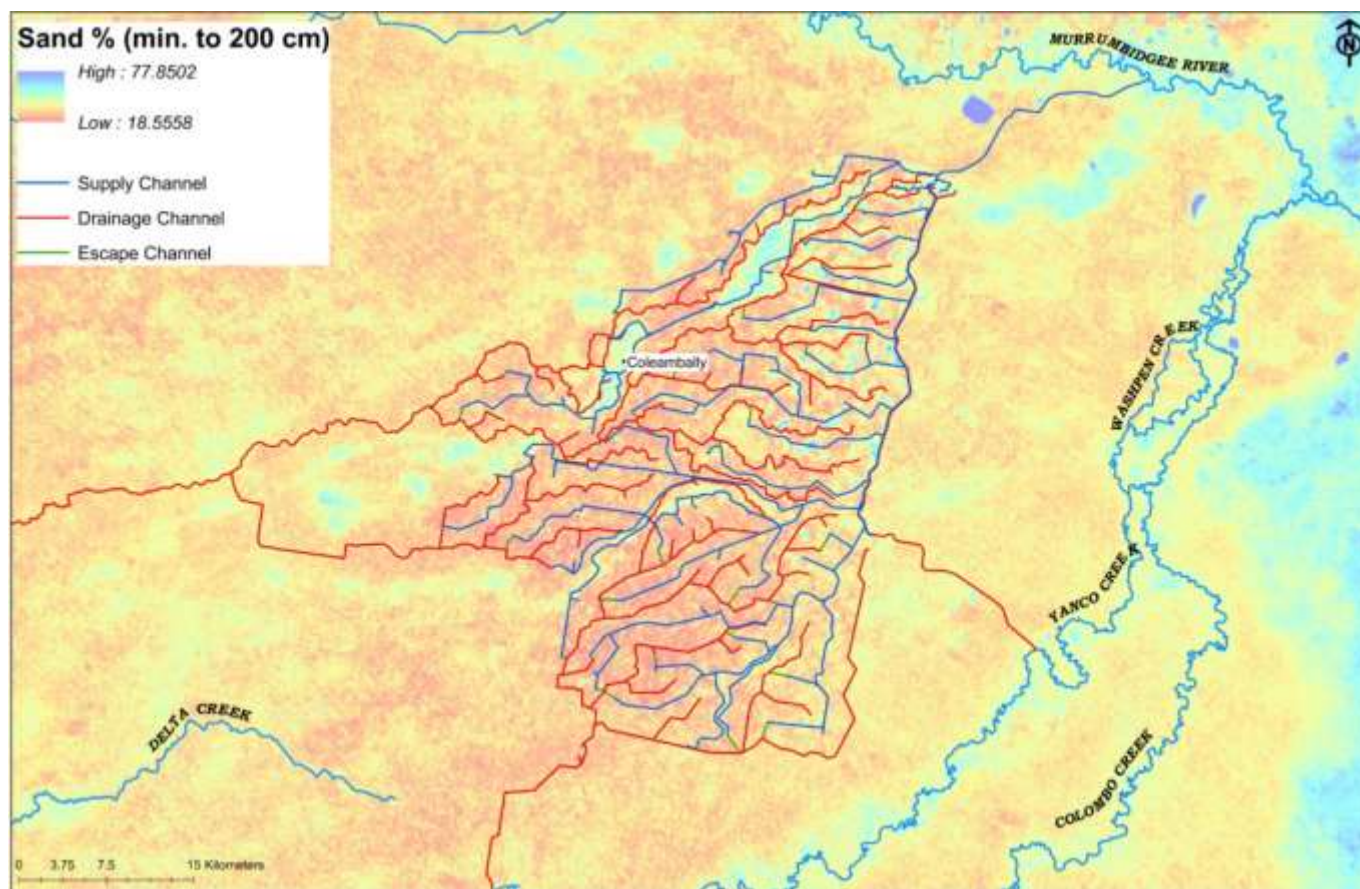 Sand % (min. to 200 cm)
High : 77.8502
Low : 18.5558
Supply Channel
Drainage Channel
Escape Channel
MURRUMBIDGEE RIVER
N
Coleambally
WASHPEN CREEK
YANCO CREEK
COLOMBO CREEK
DELTA CREEK
0 3.75 7.5 15 Kilometers